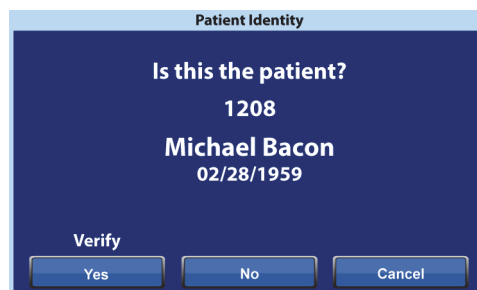 Patient Identity
Is this the patient?
1208
Michael Bacon
02/28/1959
Verify
Yes No Cancel